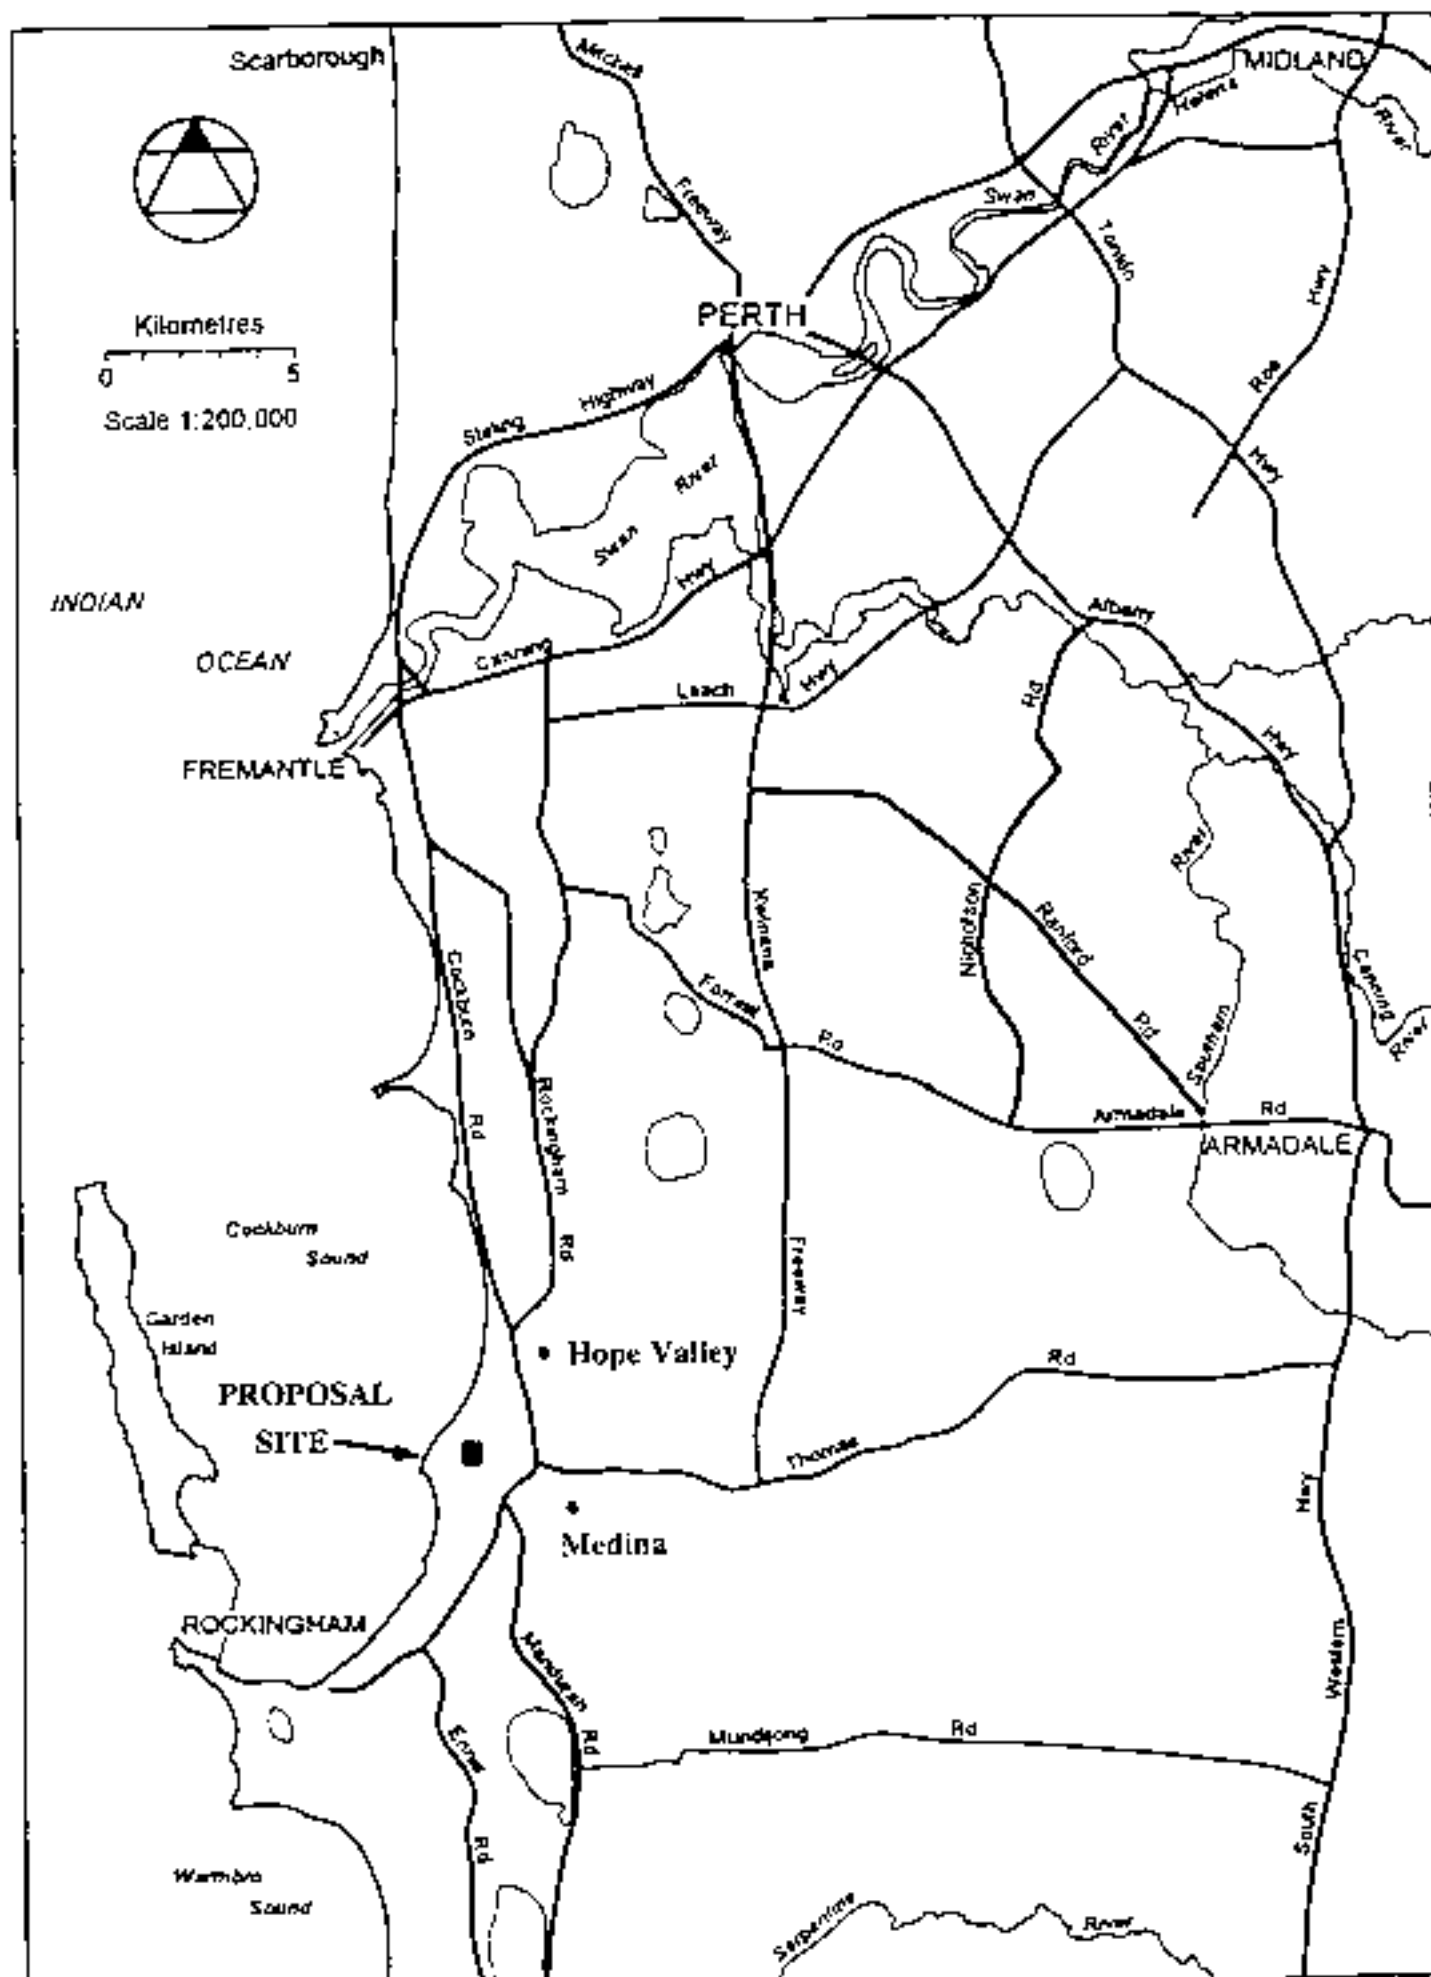 Scarborough
Mitchell
Freeway
MIDLAND
Helena
River
River
Swan
Tonkin
Hwy
Roe
Hwy
Kilometres
0 5
Scale 1:200,000
PERTH
Stirling Highway
River
Swan
Hwy
Canning
INDIAN
OCEAN
Leach Hwy
Albany
Hwy
Rd
FREMANTLE
River
Kwinana
Nicholson
Ranford
Rd
Southern
Canning
River
Cockburn
Rd
Forrest
Rd
Rockingham
Rd
Armadale Rd
ARMADALE
Cockburn
Sound
Garden
Island
Freeway
Hope Valley
PROPOSAL
SITE
Thomas
Rd
Hwy
Medina
ROCKINGHAM
Mandurah
Rd
Ennis
Rd
Mundijong Rd
Western
South
Warnbro
Sound
Serpentine
River